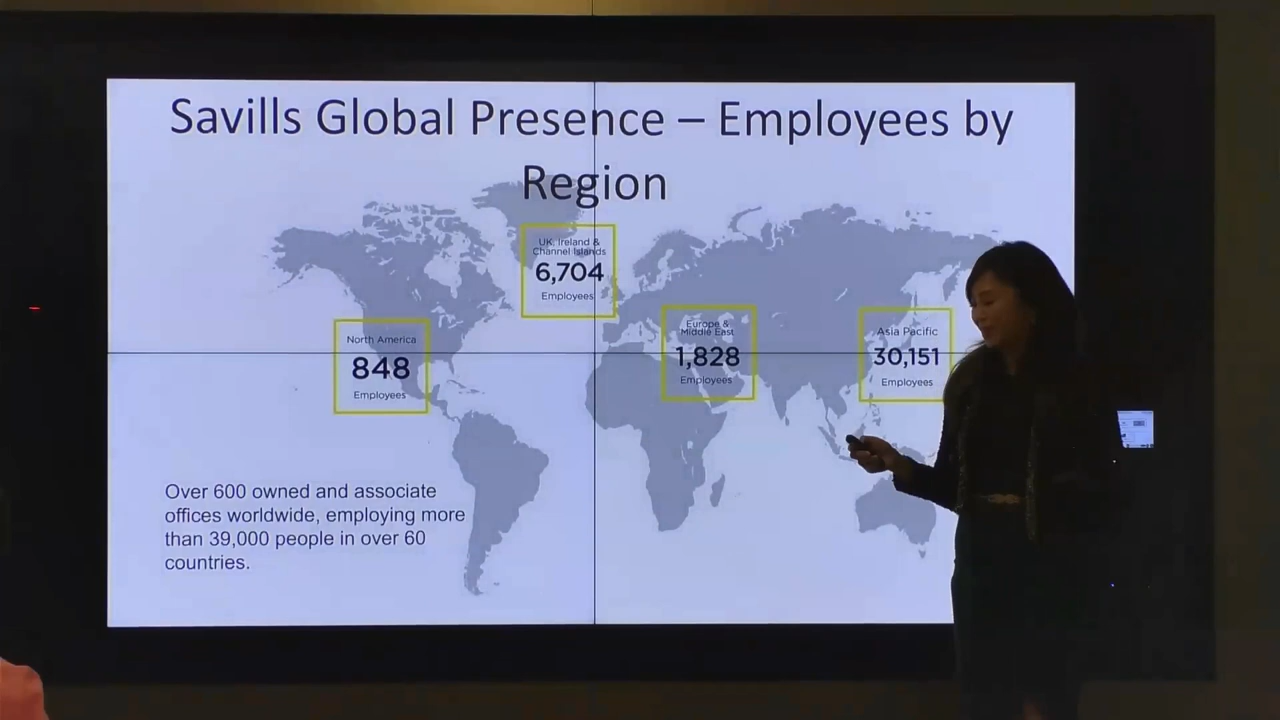 Savills Global Presence – Employees by
Region
UK, Ireland &
Channel Islands
6,704
Employees
North America
848
Employees
Europe &
Middle East
1,828
Employees
Asia Pacific
30,151
Employees
Over 600 owned and associate
offices worldwide, employing more
than 39,000 people in over 60
countries.